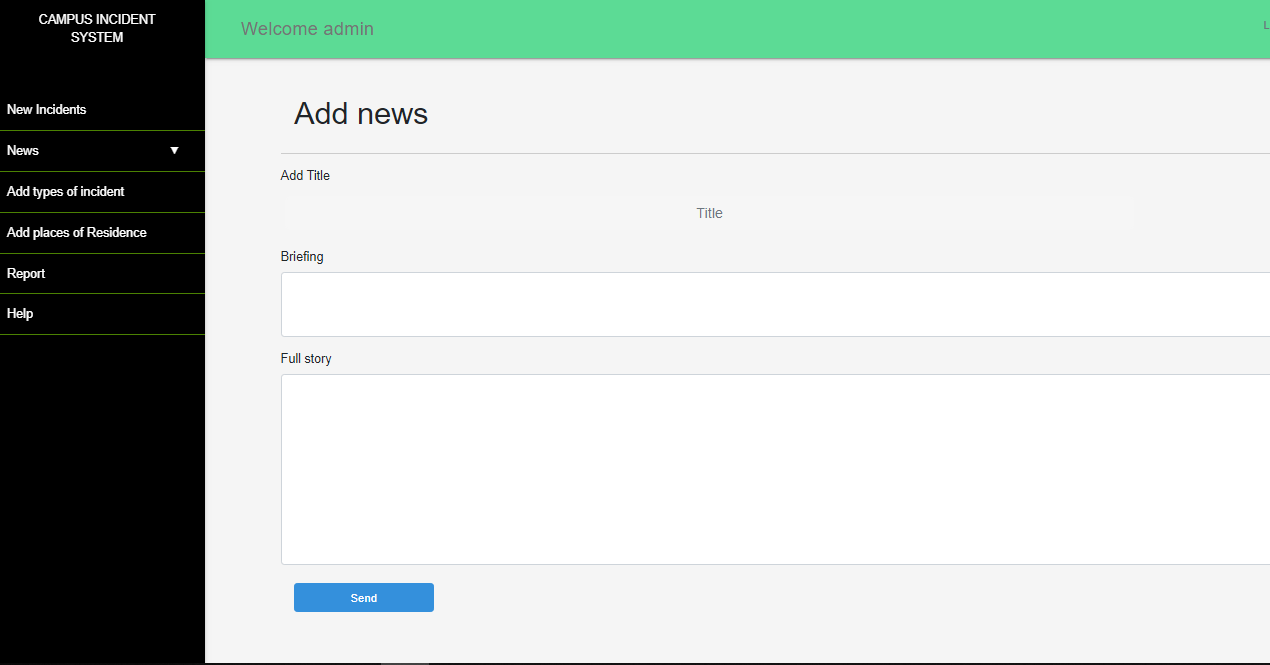 CAMPUS INCIDENT
SYSTEM
Welcome admin
New Incidents
News
Add types of incident
Add places of Residence
Report
Help
Add news
Add Title
Title
Briefing
Full story
Send